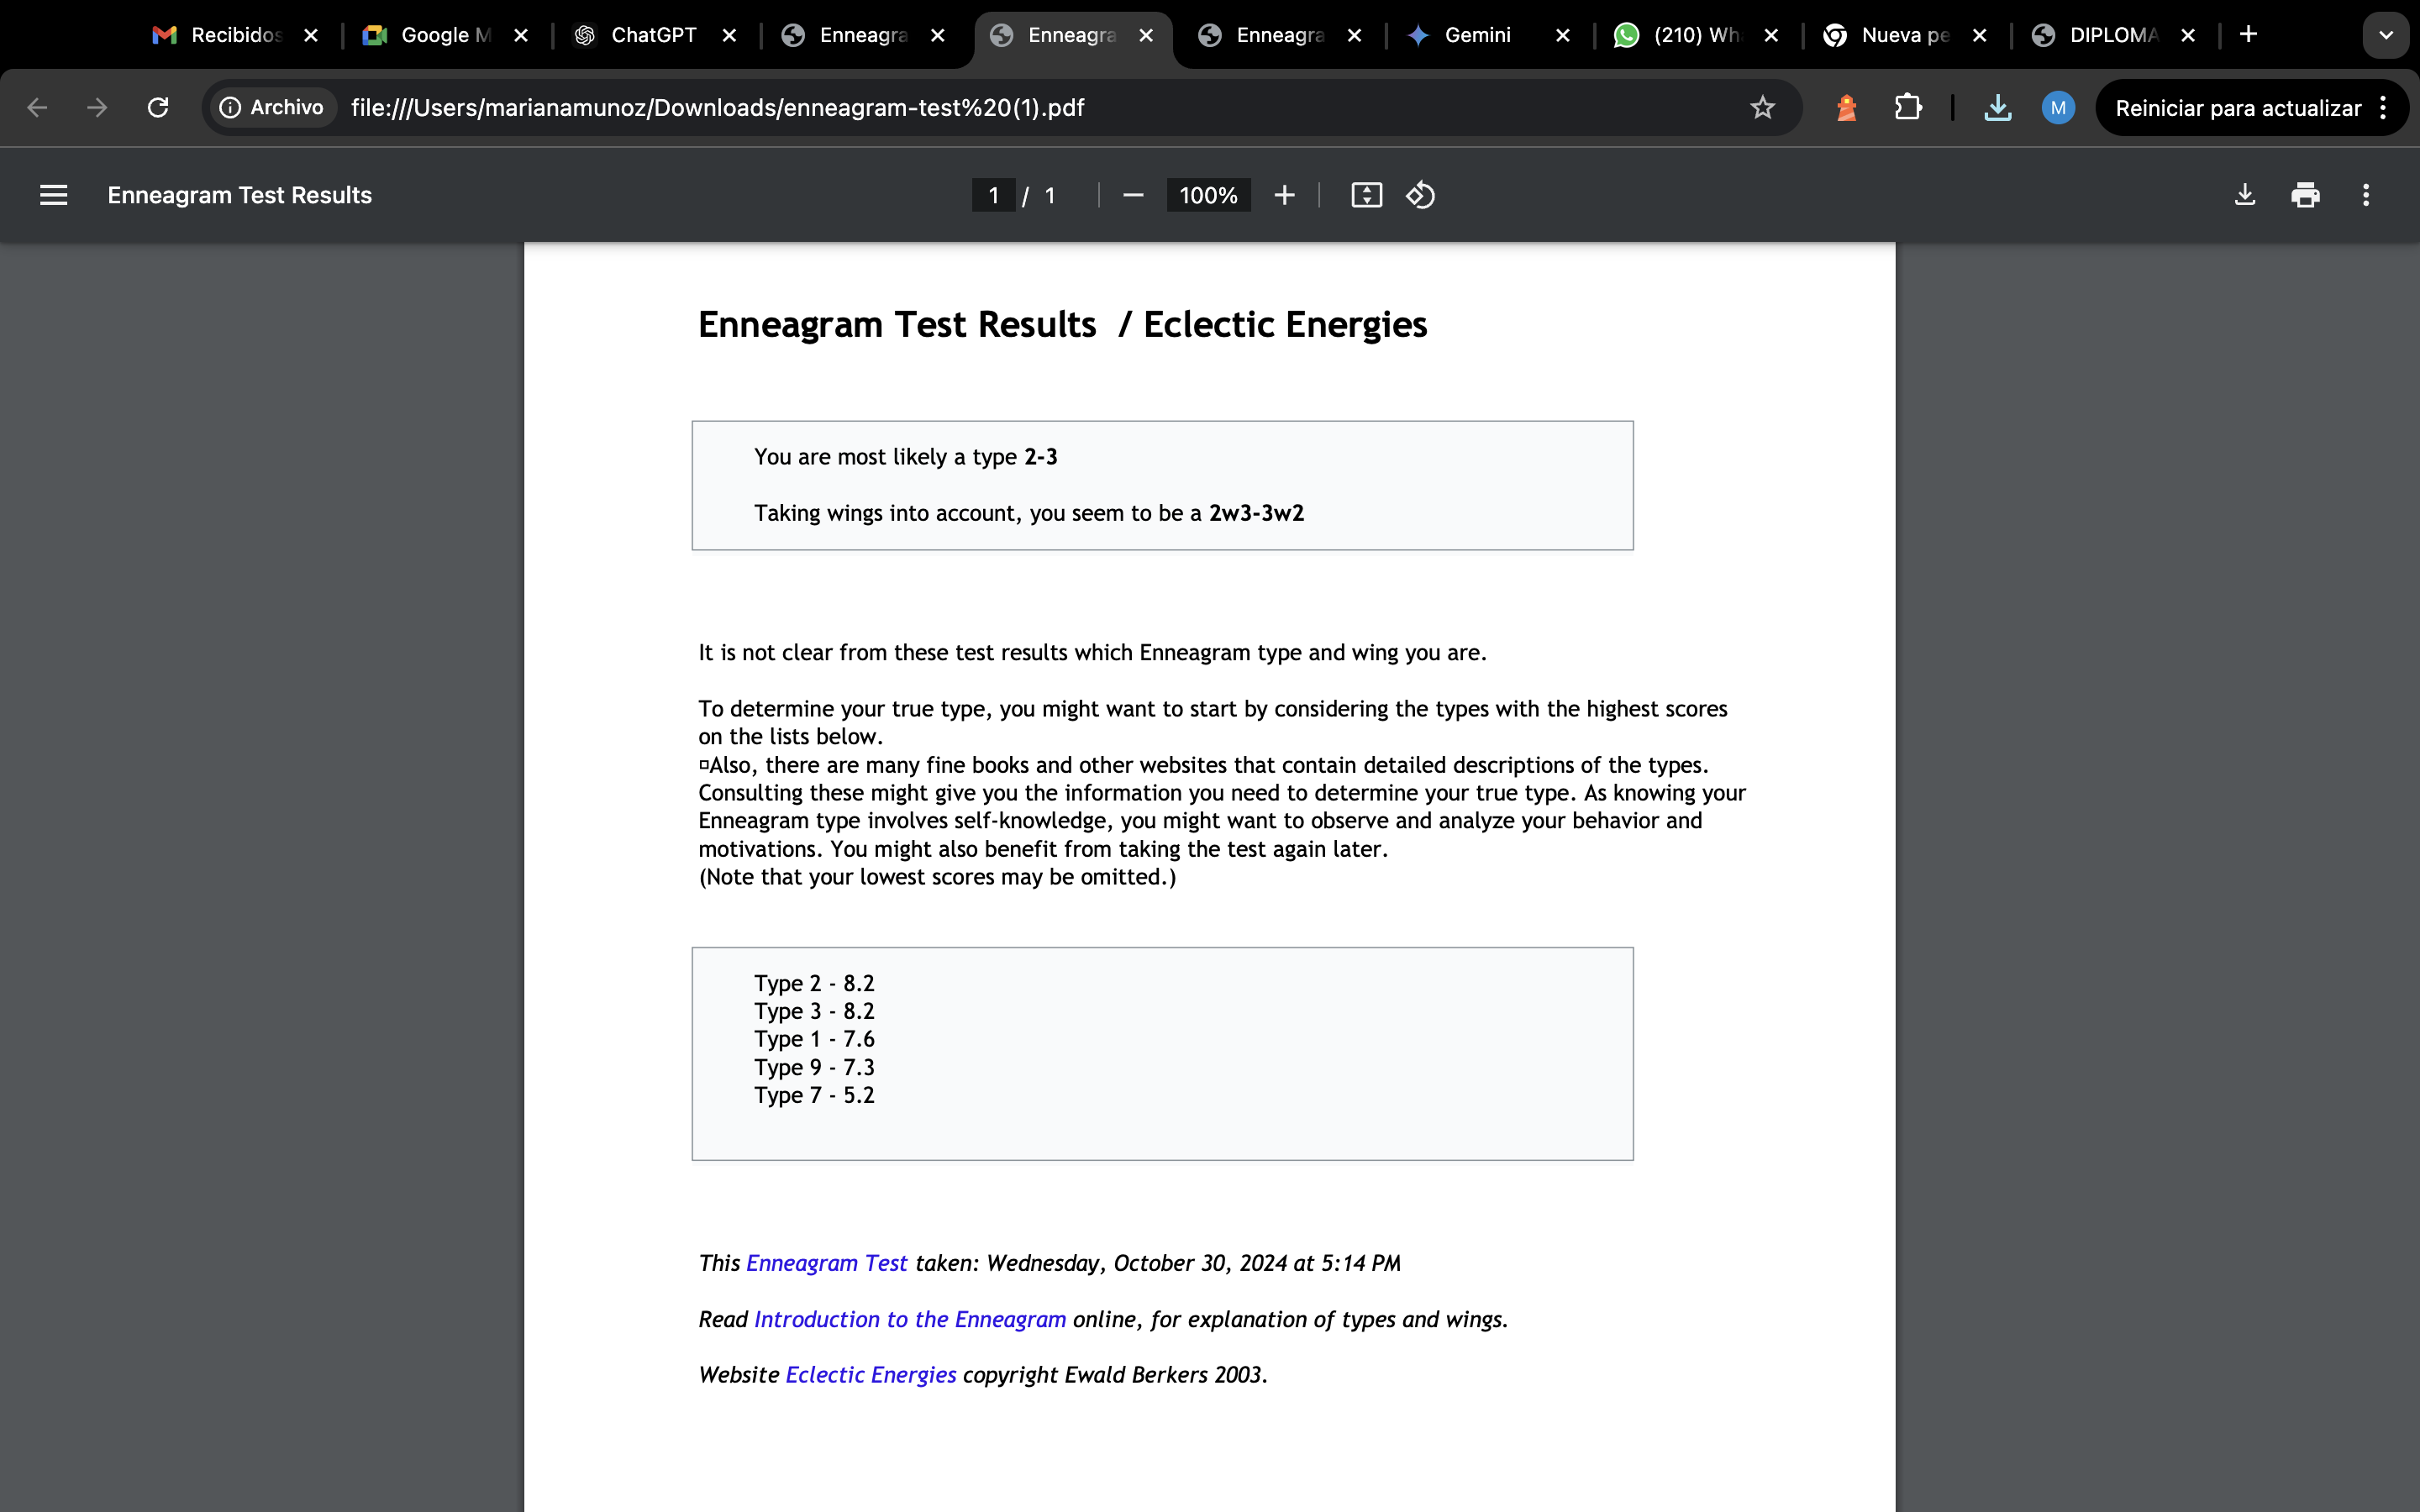 Recibidos
Google M
ChatGPT
Enneagra
Enneagra
Enneagra
Gemini
(210) Wh
Nueva pe
DIPLOMA
Archivo
file:///Users/marianamunoz/Downloads/enneagram-test%20(1).pdf
M
Reiniciar para actualizar
Enneagram Test Results
1 / 1
100%
Enneagram Test Results / Eclectic Energies
You are most likely a type 2-3
Taking wings into account, you seem to be a 2w3-3w2
It is not clear from these test results which Enneagram type and wing you are.
To determine your true type, you might want to start by considering the types with the highest scores
on the lists below.
¤Also, there are many fine books and other websites that contain detailed descriptions of the types.
Consulting these might give you the information you need to determine your true type. As knowing your
Enneagram type involves self-knowledge, you might want to observe and analyze your behavior and
motivations. You might also benefit from taking the test again later.
(Note that your lowest scores may be omitted.)
Type 2 - 8.2
Type 3 - 8.2
Type 1 - 7.6
Type 9 - 7.3
Type 7 - 5.2
This Enneagram Test taken: Wednesday, October 30, 2024 at 5:14 PM
Read Introduction to the Enneagram online, for explanation of types and wings.
Website Eclectic Energies copyright Ewald Berkers 2003.